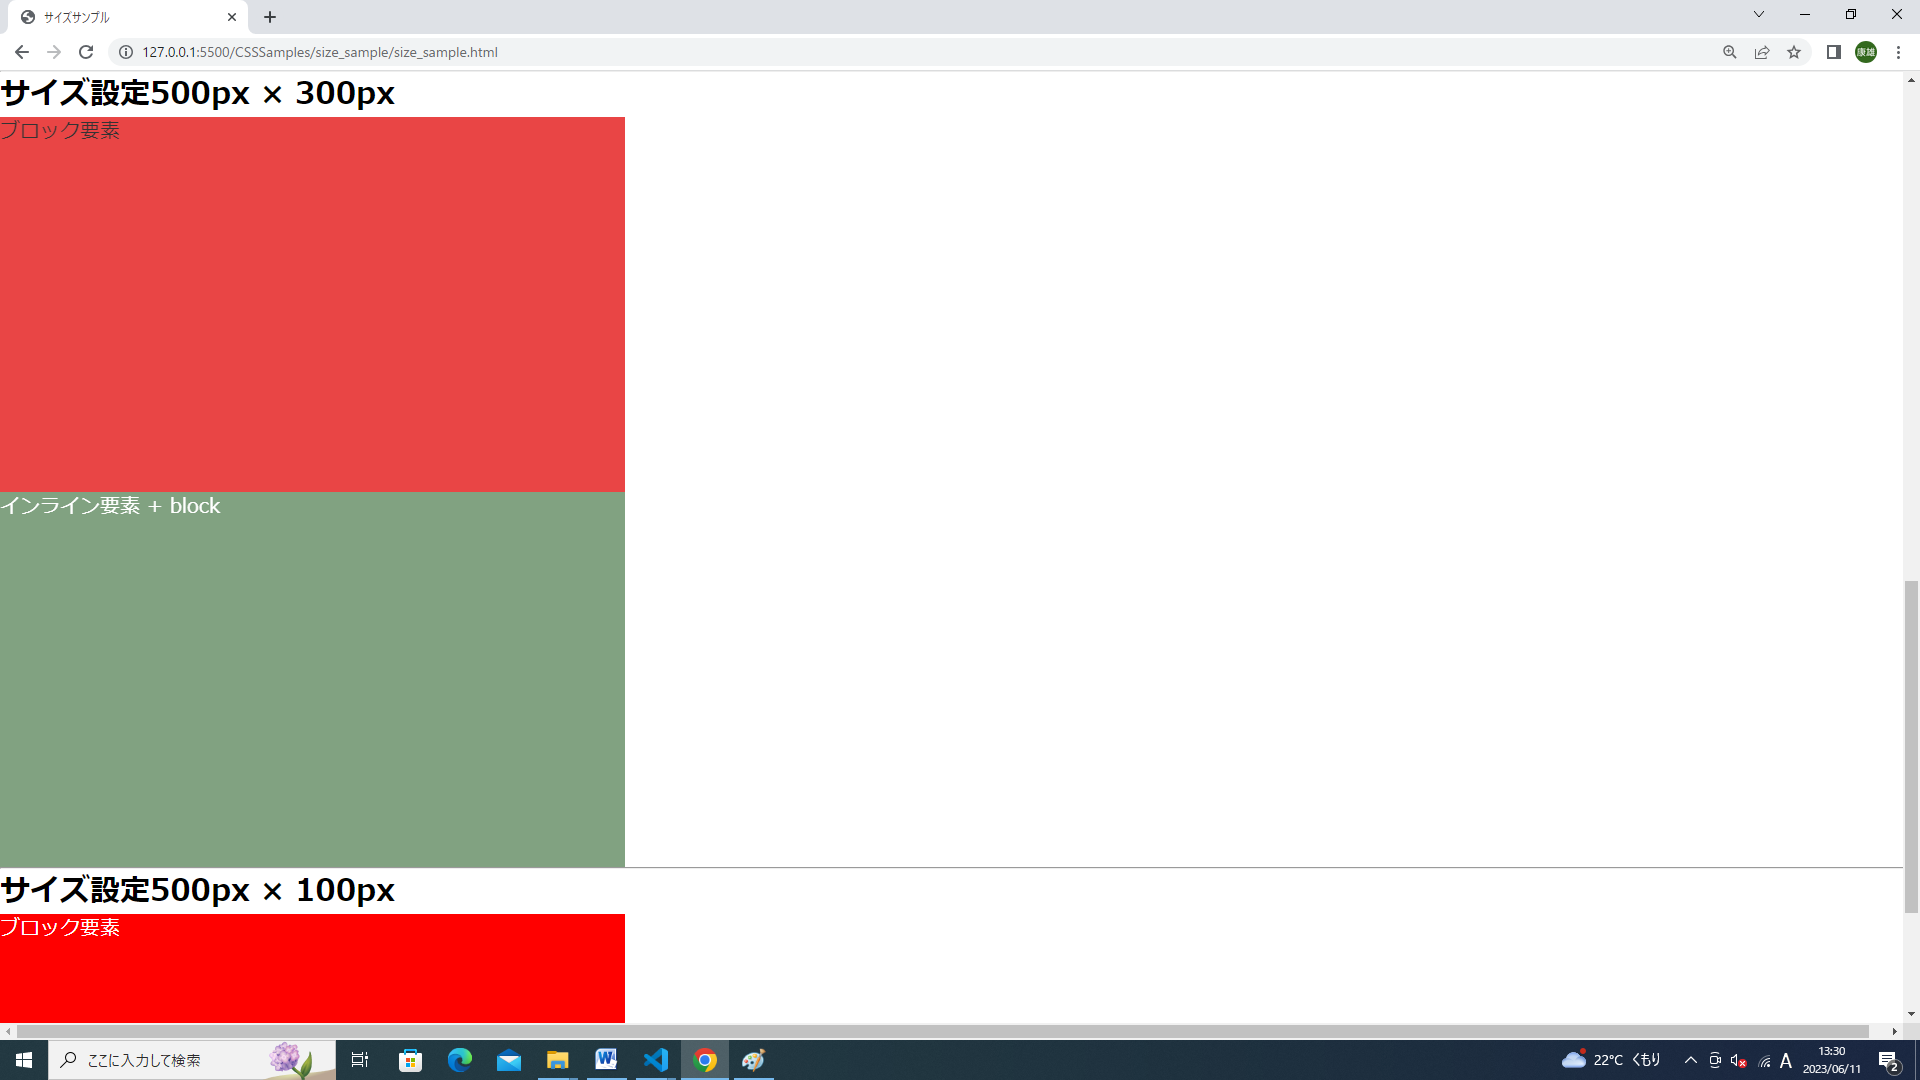 サイズサンプル
127.0.0.1:5500/CSSSamples/size_sample/size_sample.html
康雄
サイズ設定500px × 300px
ブロック要素
インライン要素 + block
サイズ設定500px × 100px
ブロック要素
ここに入力して検索
22°C くもり
A
13:30
2023/06/11
2